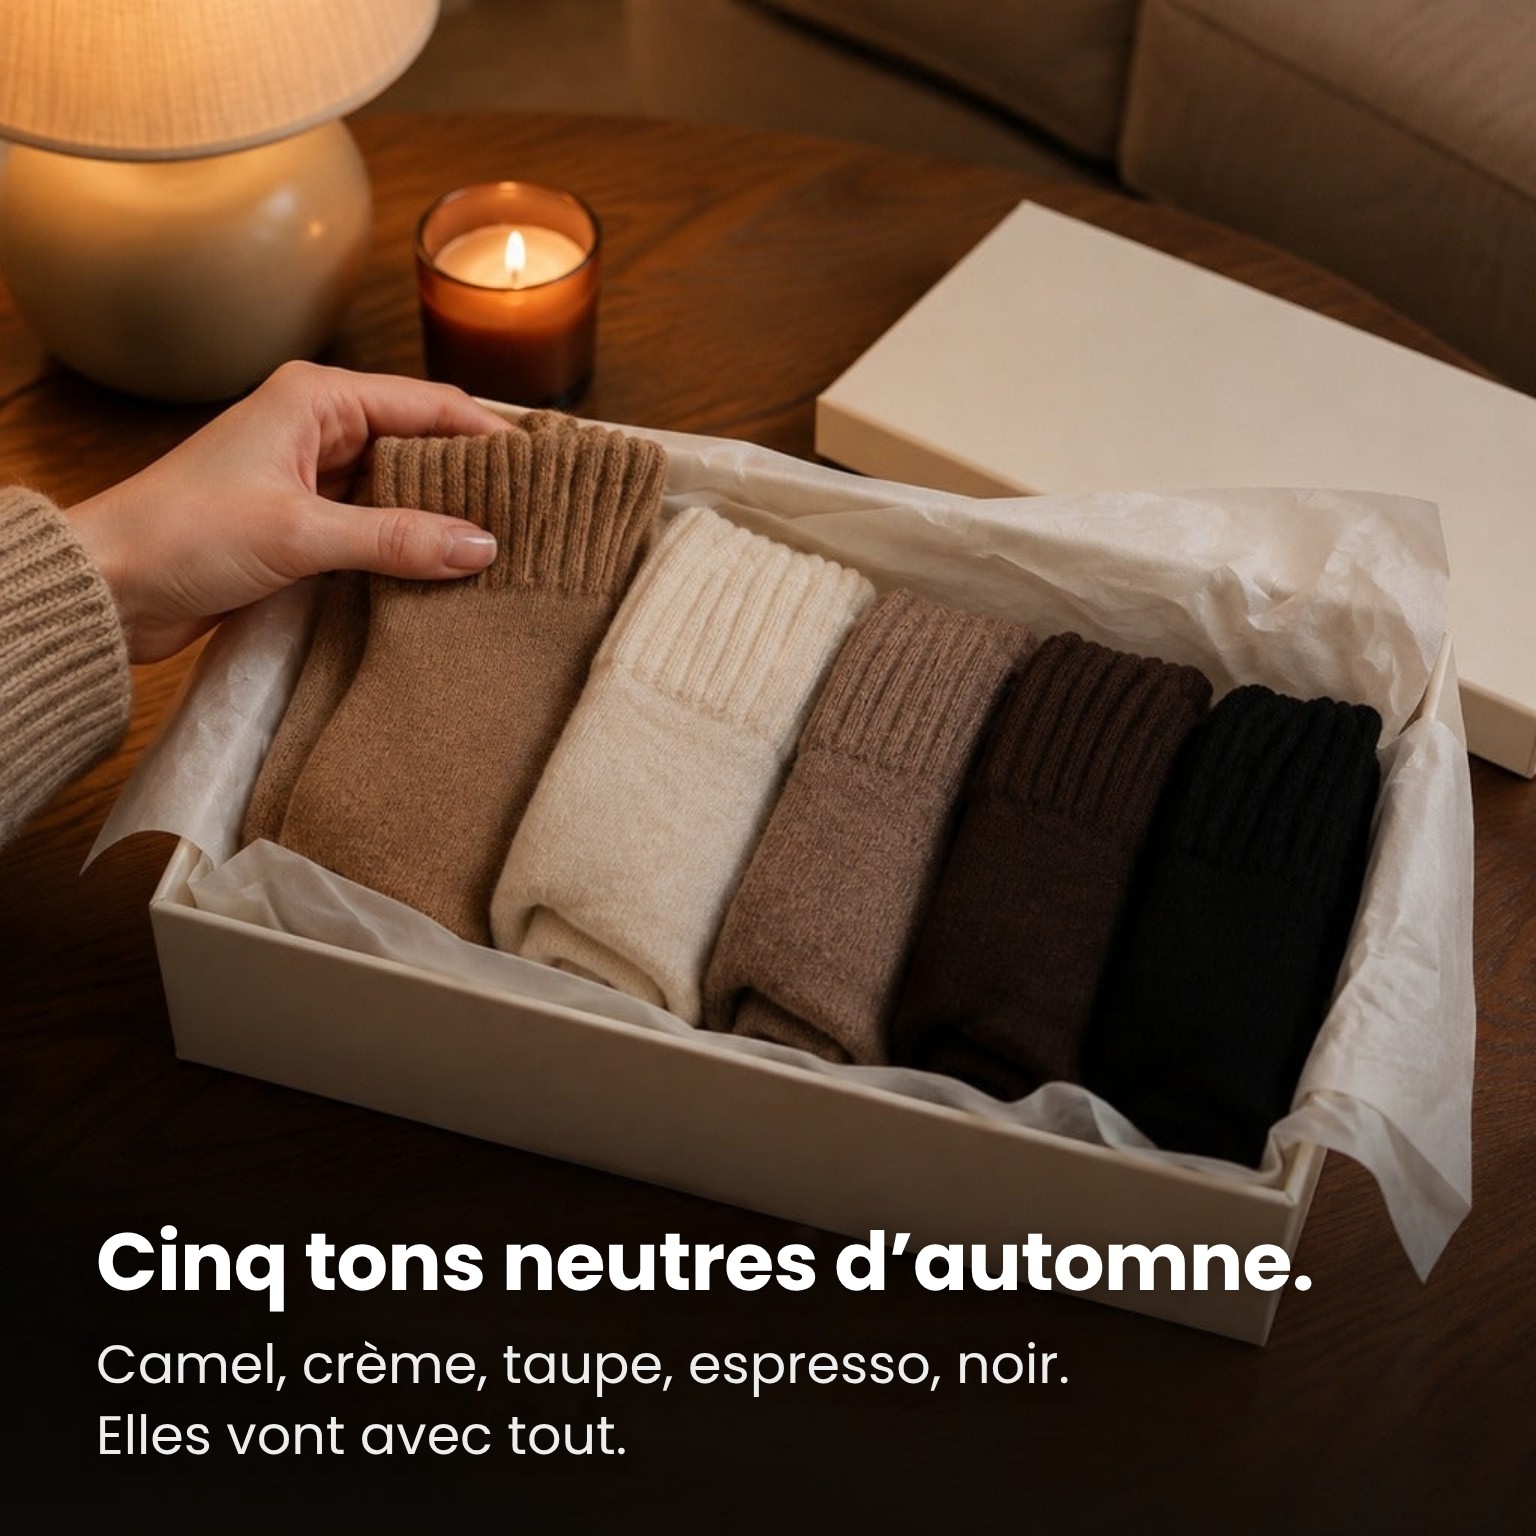 Cinq tons neutres d’automne.
Camel, crème, taupe, espresso, noir.
Elles vont avec tout.